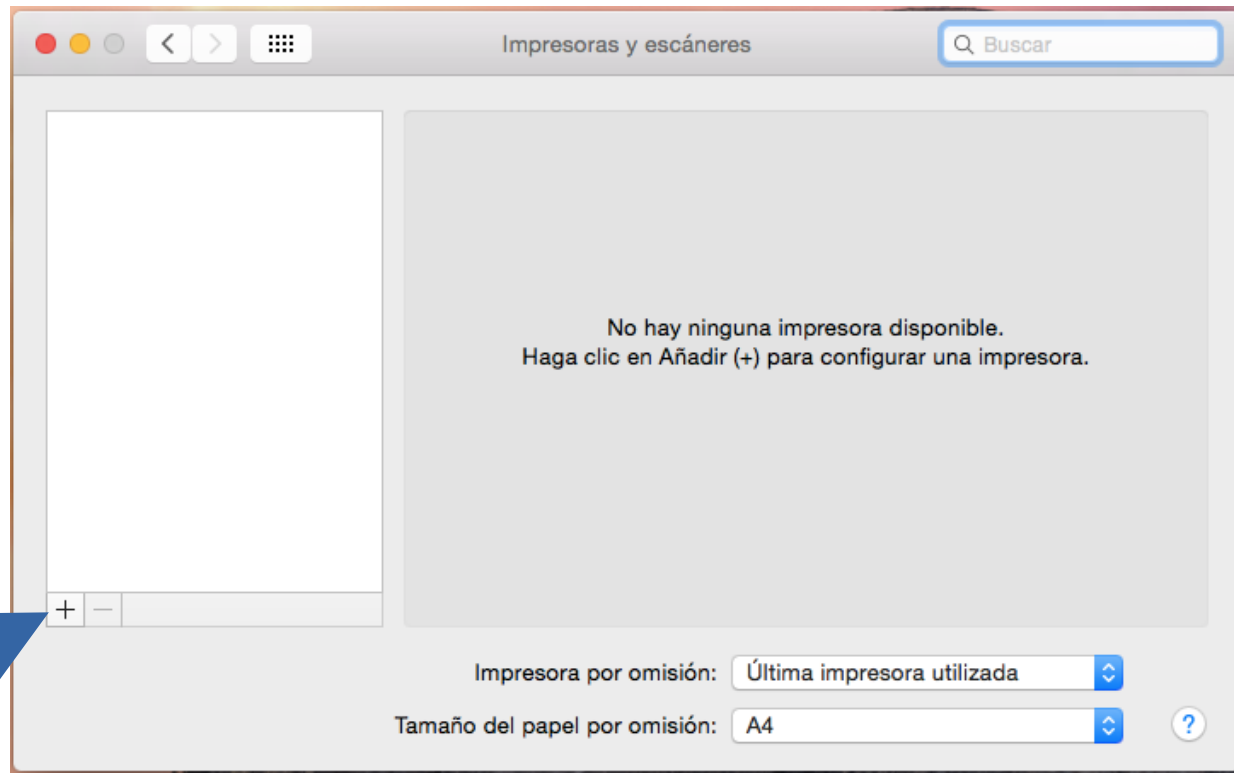 Impresoras y escáneres
Buscar
No hay ninguna impresora disponible.
Haga clic en Añadir (+) para configurar una impresora.
+ −
Impresora por omisión: Última impresora utilizada
Tamaño del papel por omisión: A4
?